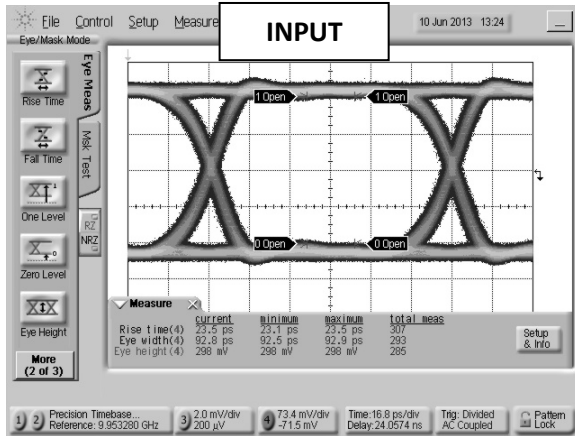 File Control Setup Measure
INPUT
10 Jun 2013 13:24
Eye/Mask Mode
Rise Time
Fall Time
One Level
Zero Level
Eye Height
More
(2 of 3)
Eye Meas
Msk Test
RZ
NRZ
1 Open 1 Open
0 Open 0 Open
Measure
current minimum maximum total meas
Rise time(4) 23.5 ps 23.1 ps 23.5 ps 307
Eye width(4) 92.8 ps 92.5 ps 92.9 ps 293
Eye height(4) 298 mV 298 mV 298 mV 285
Setup
& Info
1 2 Precision Timebase...
Reference: 9.953280 GHz
3 2.0 mV/div
200 µV
4 73.4 mV/div
-71.5 mV
Time:16.8 ps/div
Delay:24.0574 ns
Trig: Divided
AC Coupled
Pattern
Lock